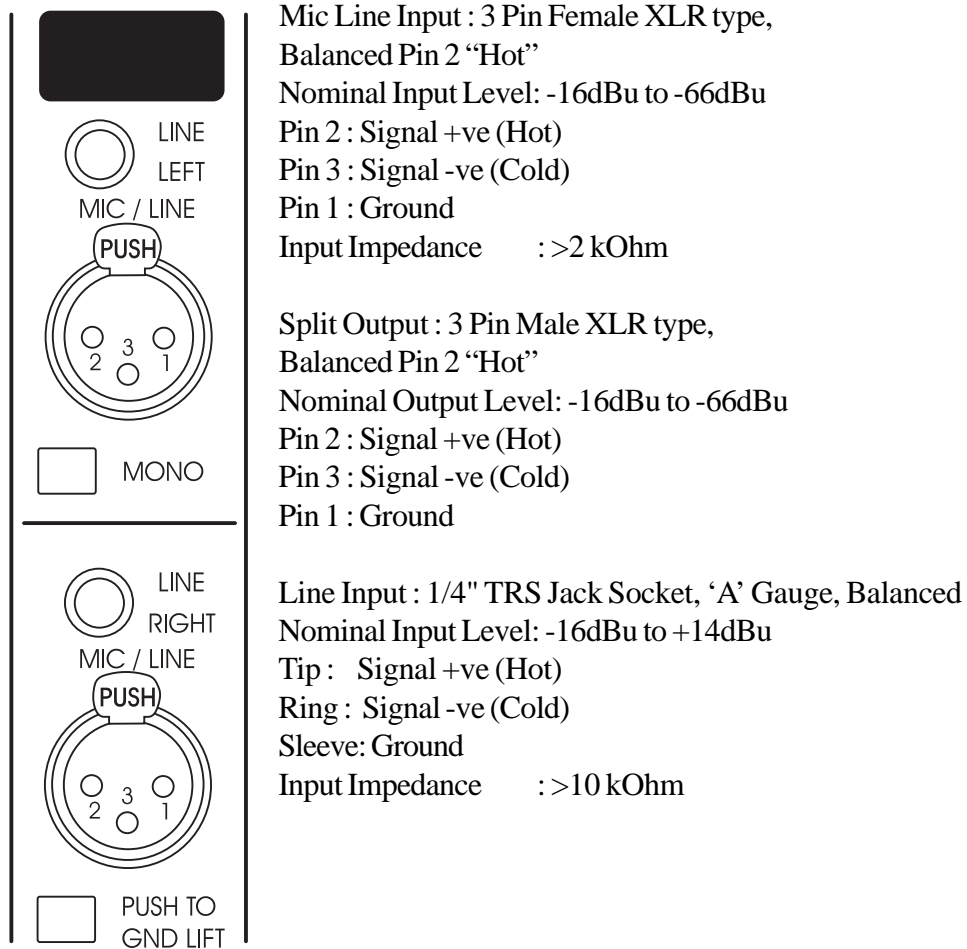 LINE
LEFT
MIC / LINE
PUSH
2 3 1
MONO
LINE
RIGHT
MIC / LINE
PUSH
2 3 1
PUSH TO
GND LIFT
Mic Line Input : 3 Pin Female XLR type,
Balanced Pin 2 “Hot”
Nominal Input Level: -16dBu to -66dBu
Pin 2 : Signal +ve (Hot)
Pin 3 : Signal -ve (Cold)
Pin 1 : Ground
Input Impedance : >2 kOhm
Split Output : 3 Pin Male XLR type,
Balanced Pin 2 “Hot”
Nominal Output Level: -16dBu to -66dBu
Pin 2 : Signal +ve (Hot)
Pin 3 : Signal -ve (Cold)
Pin 1 : Ground
Line Input : 1/4" TRS Jack Socket, ‘A’ Gauge, Balanced
Nominal Input Level: -16dBu to +14dBu
Tip : Signal +ve (Hot)
Ring : Signal -ve (Cold)
Sleeve: Ground
Input Impedance : >10 kOhm